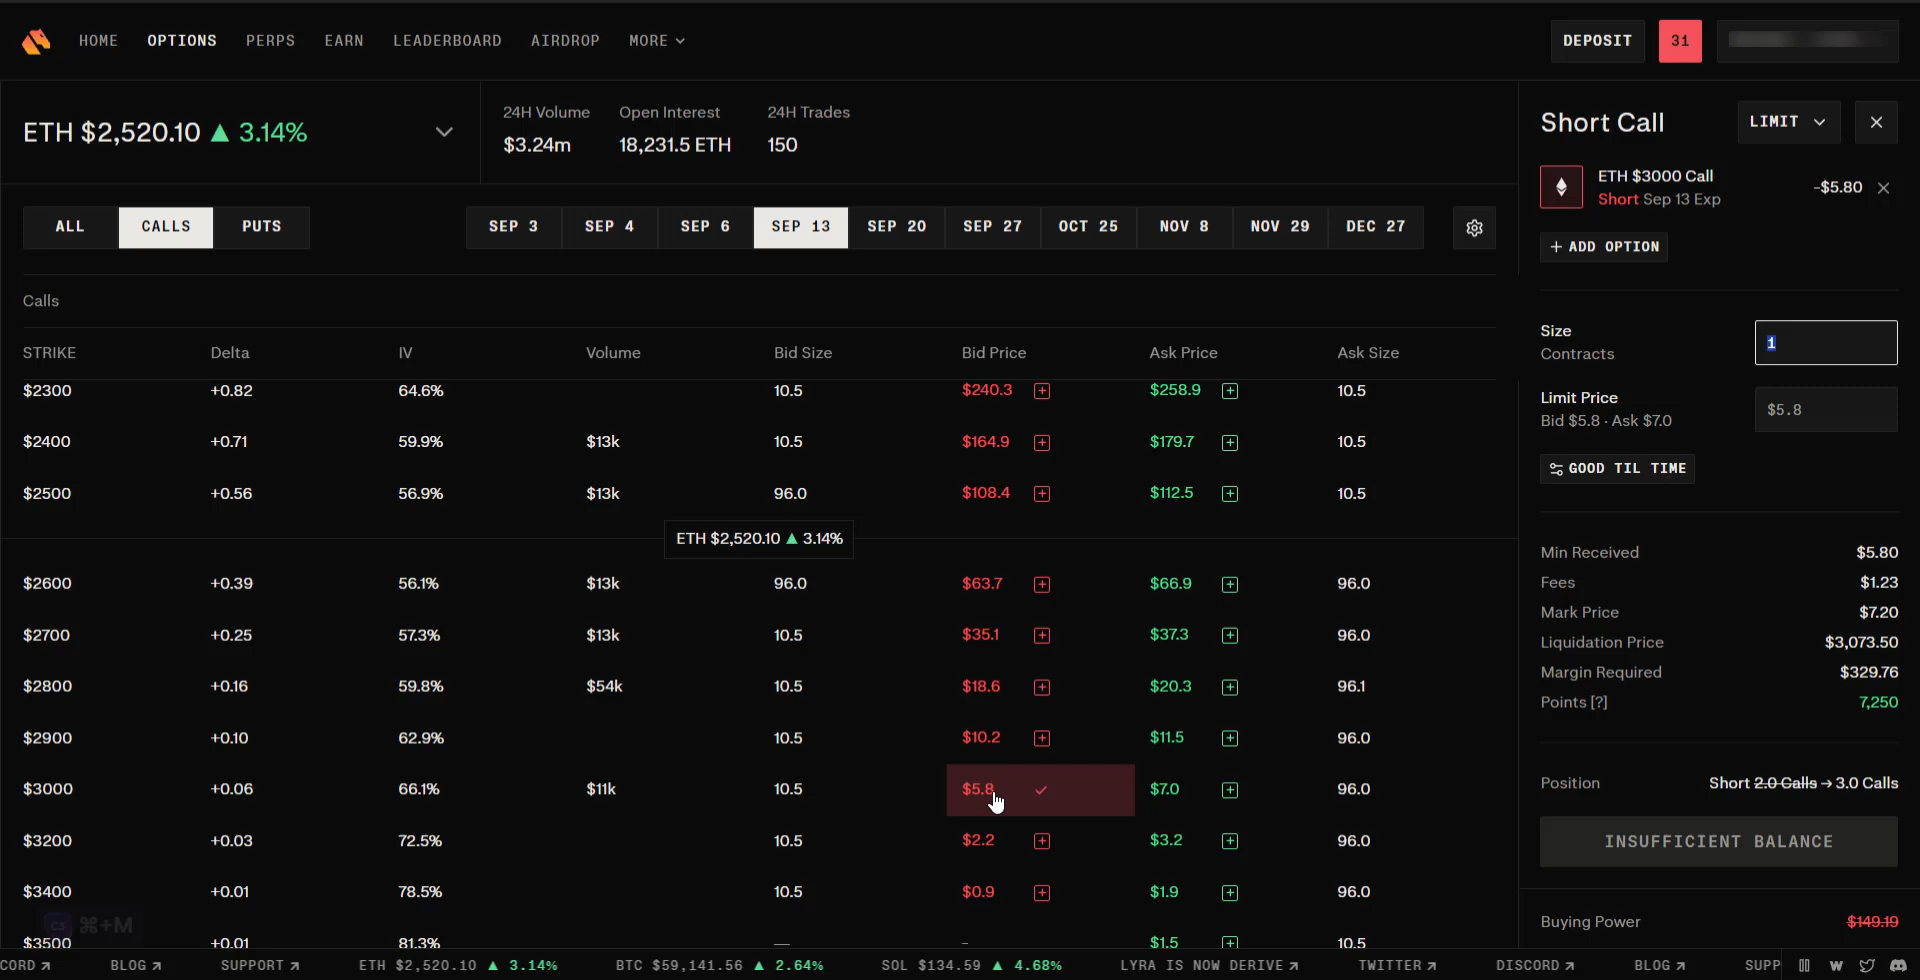 HOME OPTIONS PERPS EARN LEADERBOARD AIRDROP MORE DEPOSIT 31
ETH $2,520.10 ▲ 3.14%
24H Volume Open Interest 24H Trades
$3.24m 18,231.5 ETH 150
ALL CALLS PUTS SEP 3 SEP 4 SEP 6 SEP 13 SEP 20 SEP 27 OCT 25 NOV 8 NOV 29 DEC 27
Calls
STRIKE Delta IV Volume Bid Size Bid Price Ask Price Ask Size
$2300 +0.82 64.6% 10.5 $240.3 $258.9 10.5
$2400 +0.71 59.9% $13k 10.5 $164.9 $179.7 10.5
$2500 +0.56 56.9% $13k 96.0 $108.4 $112.5 10.5
ETH $2,520.10 ▲ 3.14%
$2600 +0.39 56.1% $13k 96.0 $63.7 $66.9 96.0
$2700 +0.25 57.3% $13k 10.5 $35.1 $37.3 96.0
$2800 +0.16 59.8% $54k 10.5 $18.6 $20.3 96.1
$2900 +0.10 62.9% 10.5 $10.2 $11.5 96.0
$3000 +0.06 66.1% $11k 10.5 $5.8 $7.0 96.0
$3200 +0.03 72.5% 10.5 $2.2 $3.2 96.0
$3400 +0.01 78.5% 10.5 $0.9 $1.9 96.0
CS ⌘+M
$3500 +0.01 81.3% — - $1.5 10.5
Short Call LIMIT
ETH $3000 Call -$5.80
Short Sep 13 Exp
+ ADD OPTION
Size 1
Contracts
Limit Price $5.8
Bid $5.8 · Ask $7.0
GOOD TIL TIME
Min Received $5.80
Fees $1.23
Mark Price $7.20
Liquidation Price $3,073.50
Margin Required $329.76
Points [?] 7,250
Position Short 2.0 Calls → 3.0 Calls
INSUFFICIENT BALANCE
Buying Power $149.19
CORD BLOG SUPPORT ETH $2,520.10 ▲ 3.14% BTC $59,141.56 ▲ 2.64% SOL $134.59 ▲ 4.68% LYRA IS NOW DERIVE TWITTER DISCORD BLOG SUPP